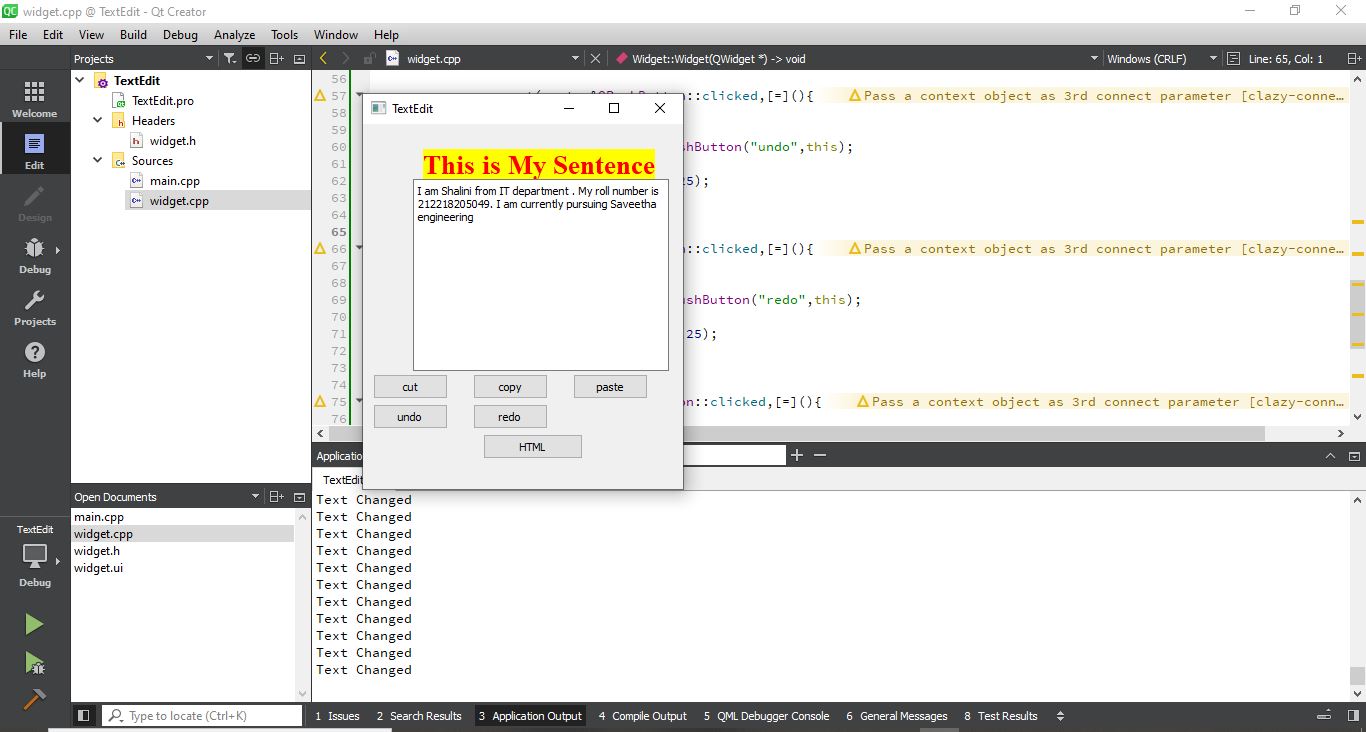 widget.cpp @ TextEdit - Qt Creator
File Edit View Build Debug Analyze Tools Window Help
Projects
widget.cpp
Widget::Widget(QWidget *) -> void
Windows (CRLF)
Line: 65, Col: 1
Welcome
Edit
Design
Debug
Projects
Help
TextEdit
Debug
TextEdit
TextEdit.pro
Headers
widget.h
Sources
main.cpp
widget.cpp
Open Documents
main.cpp
widget.cpp
widget.h
widget.ui
56
57 ::clicked,[=](){ Pass a context object as 3rd connect parameter [clazy-conne…
58
59
60 shButton("undo",this);
61
62 25);
63
64
65
66 ::clicked,[=](){ Pass a context object as 3rd connect parameter [clazy-conne…
67
68
69 ushButton("redo",this);
70
71 25);
72
73
74
75 n::clicked,[=](){ Pass a context object as 3rd connect parameter [clazy-conn…
76
TextEdit
This is My Sentence
I am Shalini from IT department . My roll number is
212218205049. I am currently pursuing Saveetha
engineering
cut copy paste
undo redo
HTML
Applicatio
TextEdit
Text Changed
Text Changed
Text Changed
Text Changed
Text Changed
Text Changed
Text Changed
Text Changed
Text Changed
Text Changed
Text Changed
Type to locate (Ctrl+K)
1 Issues 2 Search Results 3 Application Output 4 Compile Output 5 QML Debugger Console 6 General Messages 8 Test Results